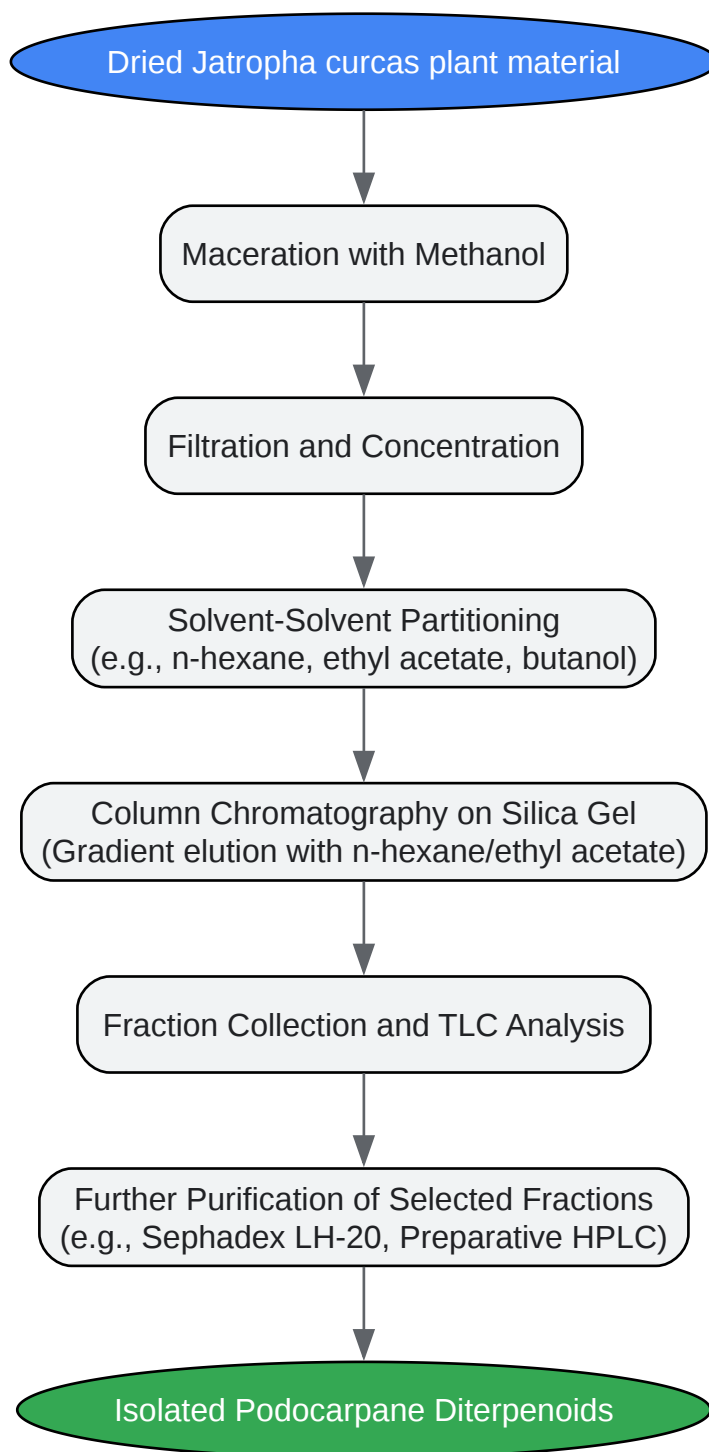 Dried Jatropha curcas plant material
Maceration with Methanol
Filtration and Concentration
Solvent-Solvent Partitioning
(e.g., n-hexane, ethyl acetate, butanol)
Column Chromatography on Silica Gel
(Gradient elution with n-hexane/ethyl acetate)
Fraction Collection and TLC Analysis
Further Purification of Selected Fractions
(e.g., Sephadex LH-20, Preparative HPLC)
Isolated Podocarpane Diterpenoids